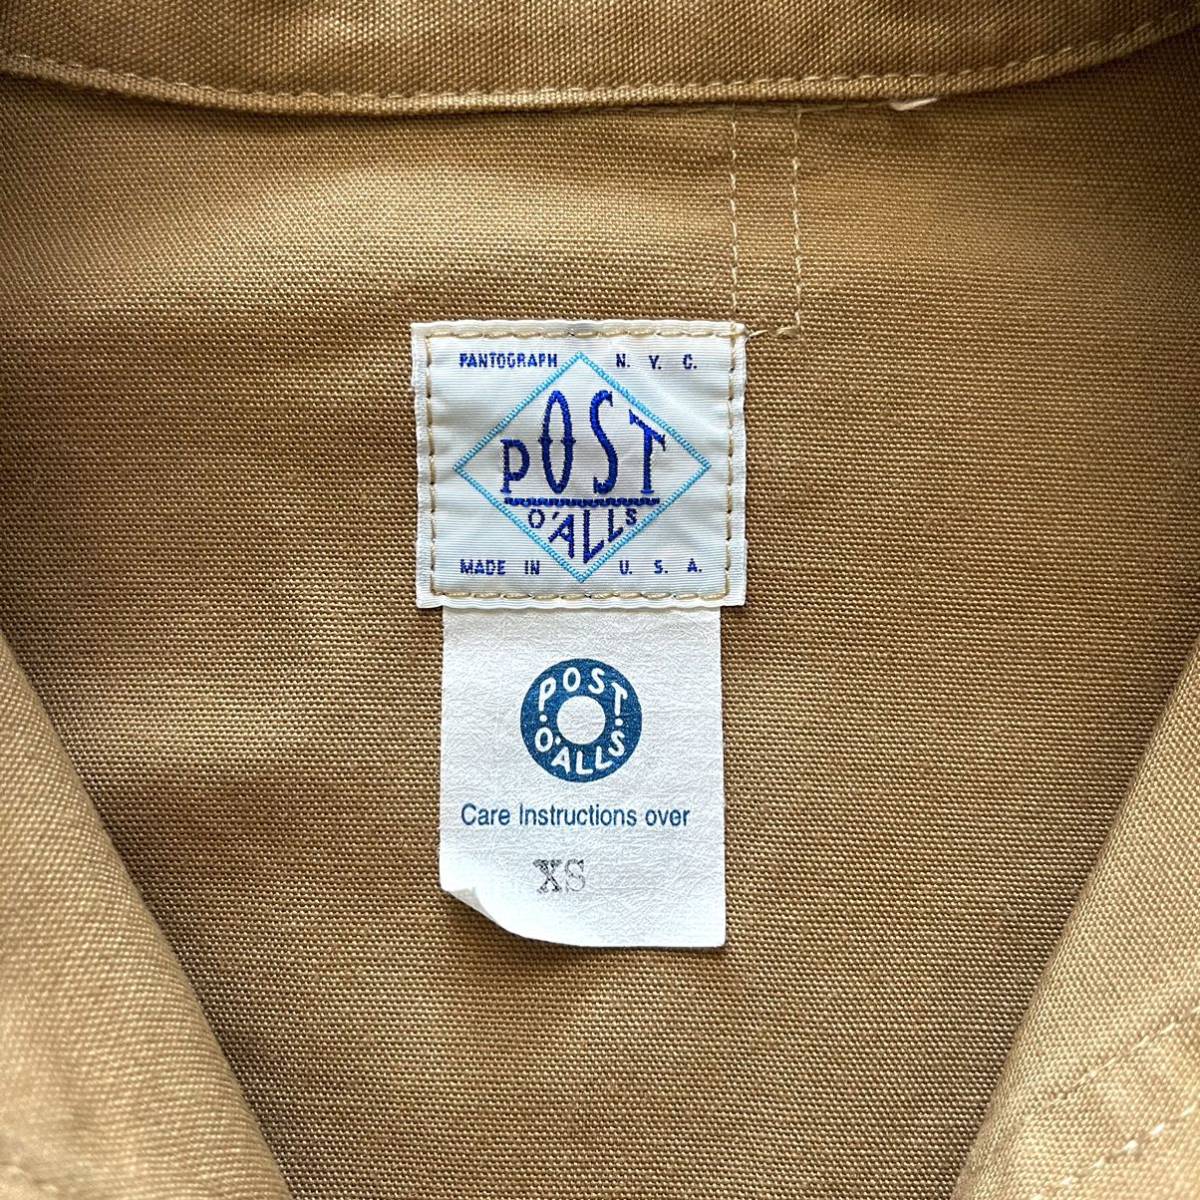 PANTOGRAPH N. Y. C.
POST
O'ALLS
MADE IN U. S. A.
POST
O'ALLS
Care Instructions over
XS